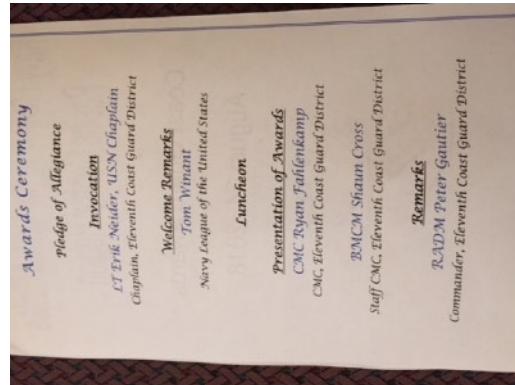 Awards Ceremony
Pledge of Allegiance
Invocation
LT Erik Neider, USN Chaplain
Chaplain, Eleventh Coast Guard District
Welcome Remarks
Tom Winant
Navy League of the United States
Luncheon
Presentation of Awards
CMC Ryan Fahlenkamp
CMC, Eleventh Coast Guard District
BMCM Shaun Cross
Staff CMC, Eleventh Coast Guard District
Remarks
RADM Peter Gautier
Commander, Eleventh Coast Guard District